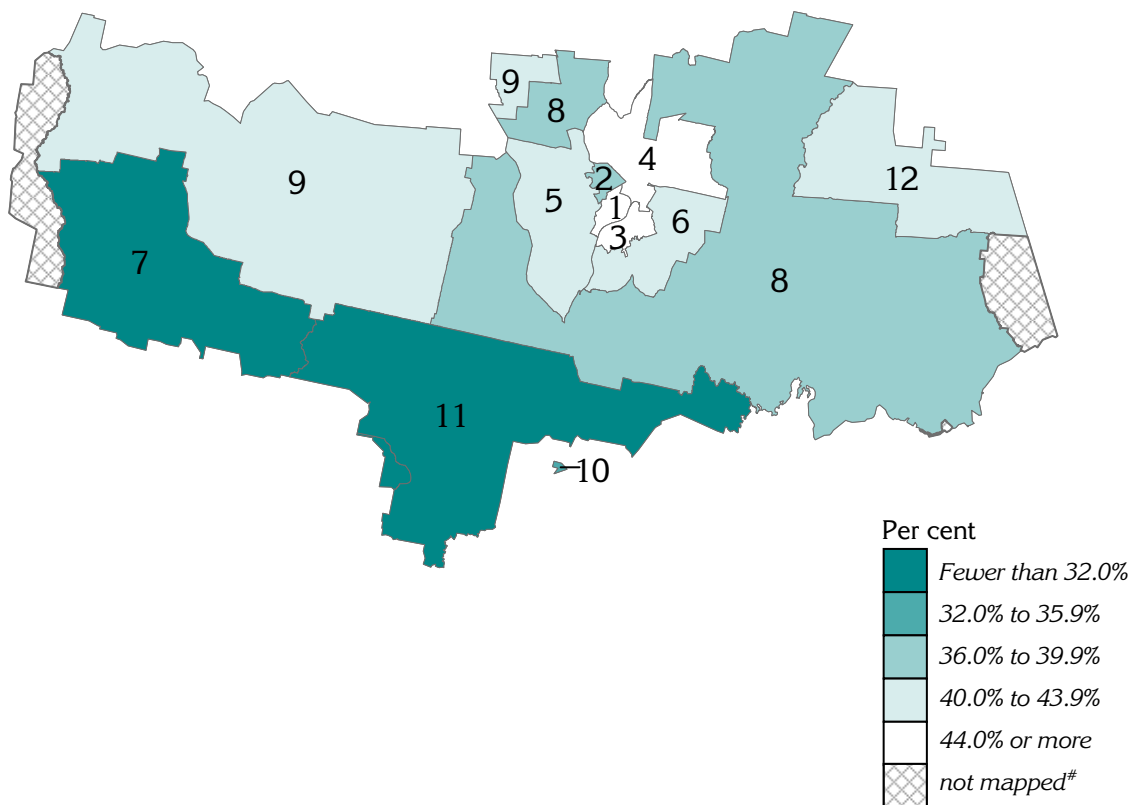 9
8
4
2
12
9
5
1
6
3
7
8
11
10
Per cent
Fewer than 32.0%
32.0% to 35.9%
36.0% to 39.9%
40.0% to 43.9%
44.0% or more
not mapped#